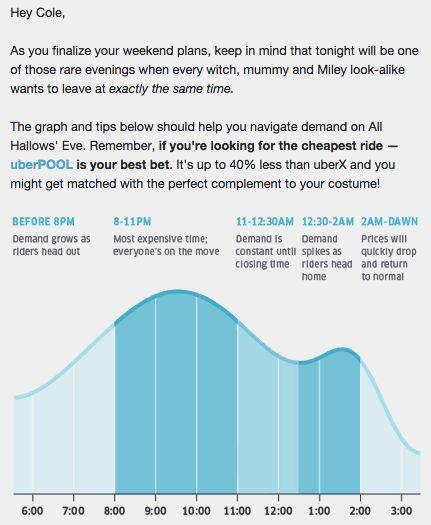 Hey Cole,
As you finalize your weekend plans, keep in mind that tonight will be one
of those rare evenings when every witch, mummy and Miley look-alike
wants to leave at exactly the same time.
The graph and tips below should help you navigate demand on All
Hallows' Eve. Remember, if you're looking for the cheapest ride —
uberPOOL is your best bet. It's up to 40% less than uberX and you
might get matched with the perfect complement to your costume!
BEFORE 8PM
Demand grows as
riders head out
8-11PM
Most expensive time;
everyone's on the move
11-12:30AM
Demand is
constant until
closing time
12:30-2AM
Demand
spikes as
riders head
home
2AM-DAWN
Prices will
quickly drop
and return
to normal
6:00 7:00 8:00 9:00 10:00 11:00 12:00 1:00 2:00 3:00